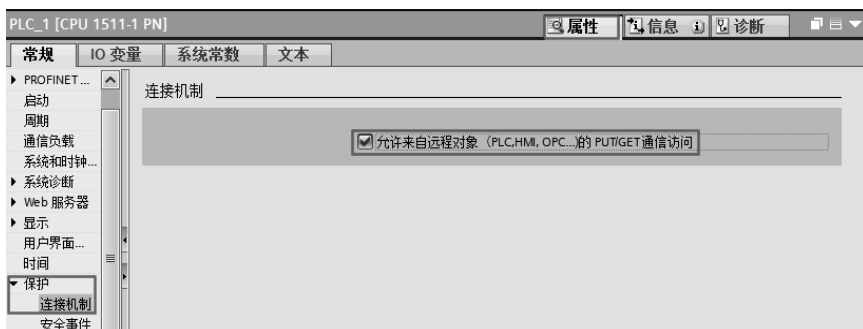 PLC_1 [CPU 1511-1 PN]
属性 信息 诊断
常规 IO 变量 系统常数 文本
PROFINET...
启动
周期
通信负载
系统和时钟...
系统诊断
Web 服务器
显示
用户界面...
时间
保护
连接机制
安全事件
连接机制
允许来自远程对象（PLC,HMI, OPC...)的 PUT/GET通信访问